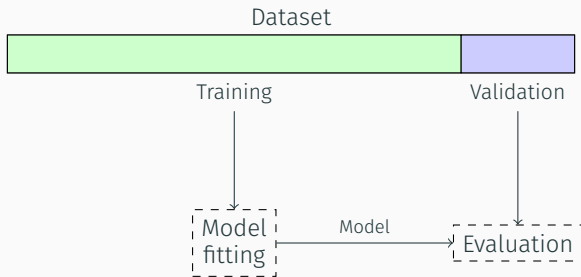 Dataset
Training
Validation
Model
fitting
Model
Evaluation